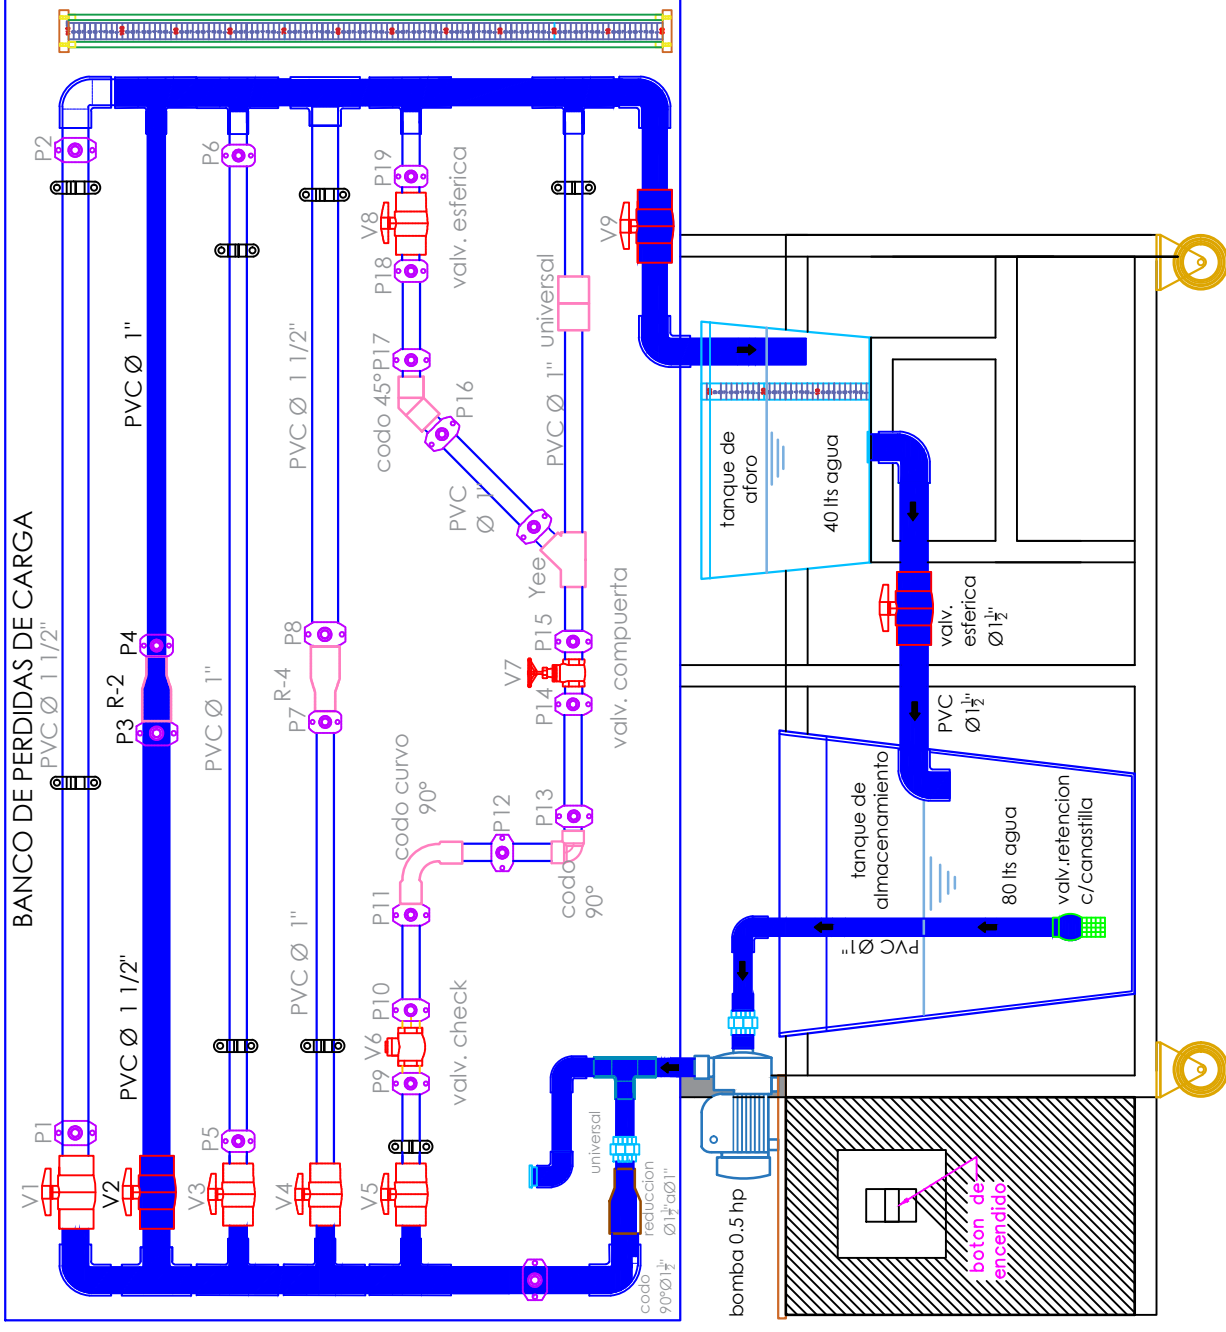 BANCO DE PERDIDAS DE CARGA
P2
PVC Ø 1 1/2"
P1
V1
PVC Ø 1"
P4
R-2
P3
PVC Ø 1 1/2"
V2
P6
PVC Ø 1"
P5
V3
PVC Ø 1 1/2"
P8
R-4
P7
PVC Ø 1"
V4
P19
V8
valv. esferica
P18
P17
codo 45°
P16
PVC
Ø 1"
Yee
universal
PVC Ø 1"
P15
V7
P14
valv. compuerta
P13
codo
90°
P12
codo curvo
90°
P11
P10
V6
P9
valv. check
V5
V9
tanque de
aforo
40 lts agua
valv.
esferica
Ø1½"
PVC
Ø1½"
tanque de
almacenamiento
80 lts agua
valv.retencion
c/canastilla
PVC Ø1"
universal
reduccion
Ø1½"aØ1"
codo
90°Ø1½"
bomba 0.5 hp
boton de
encendido